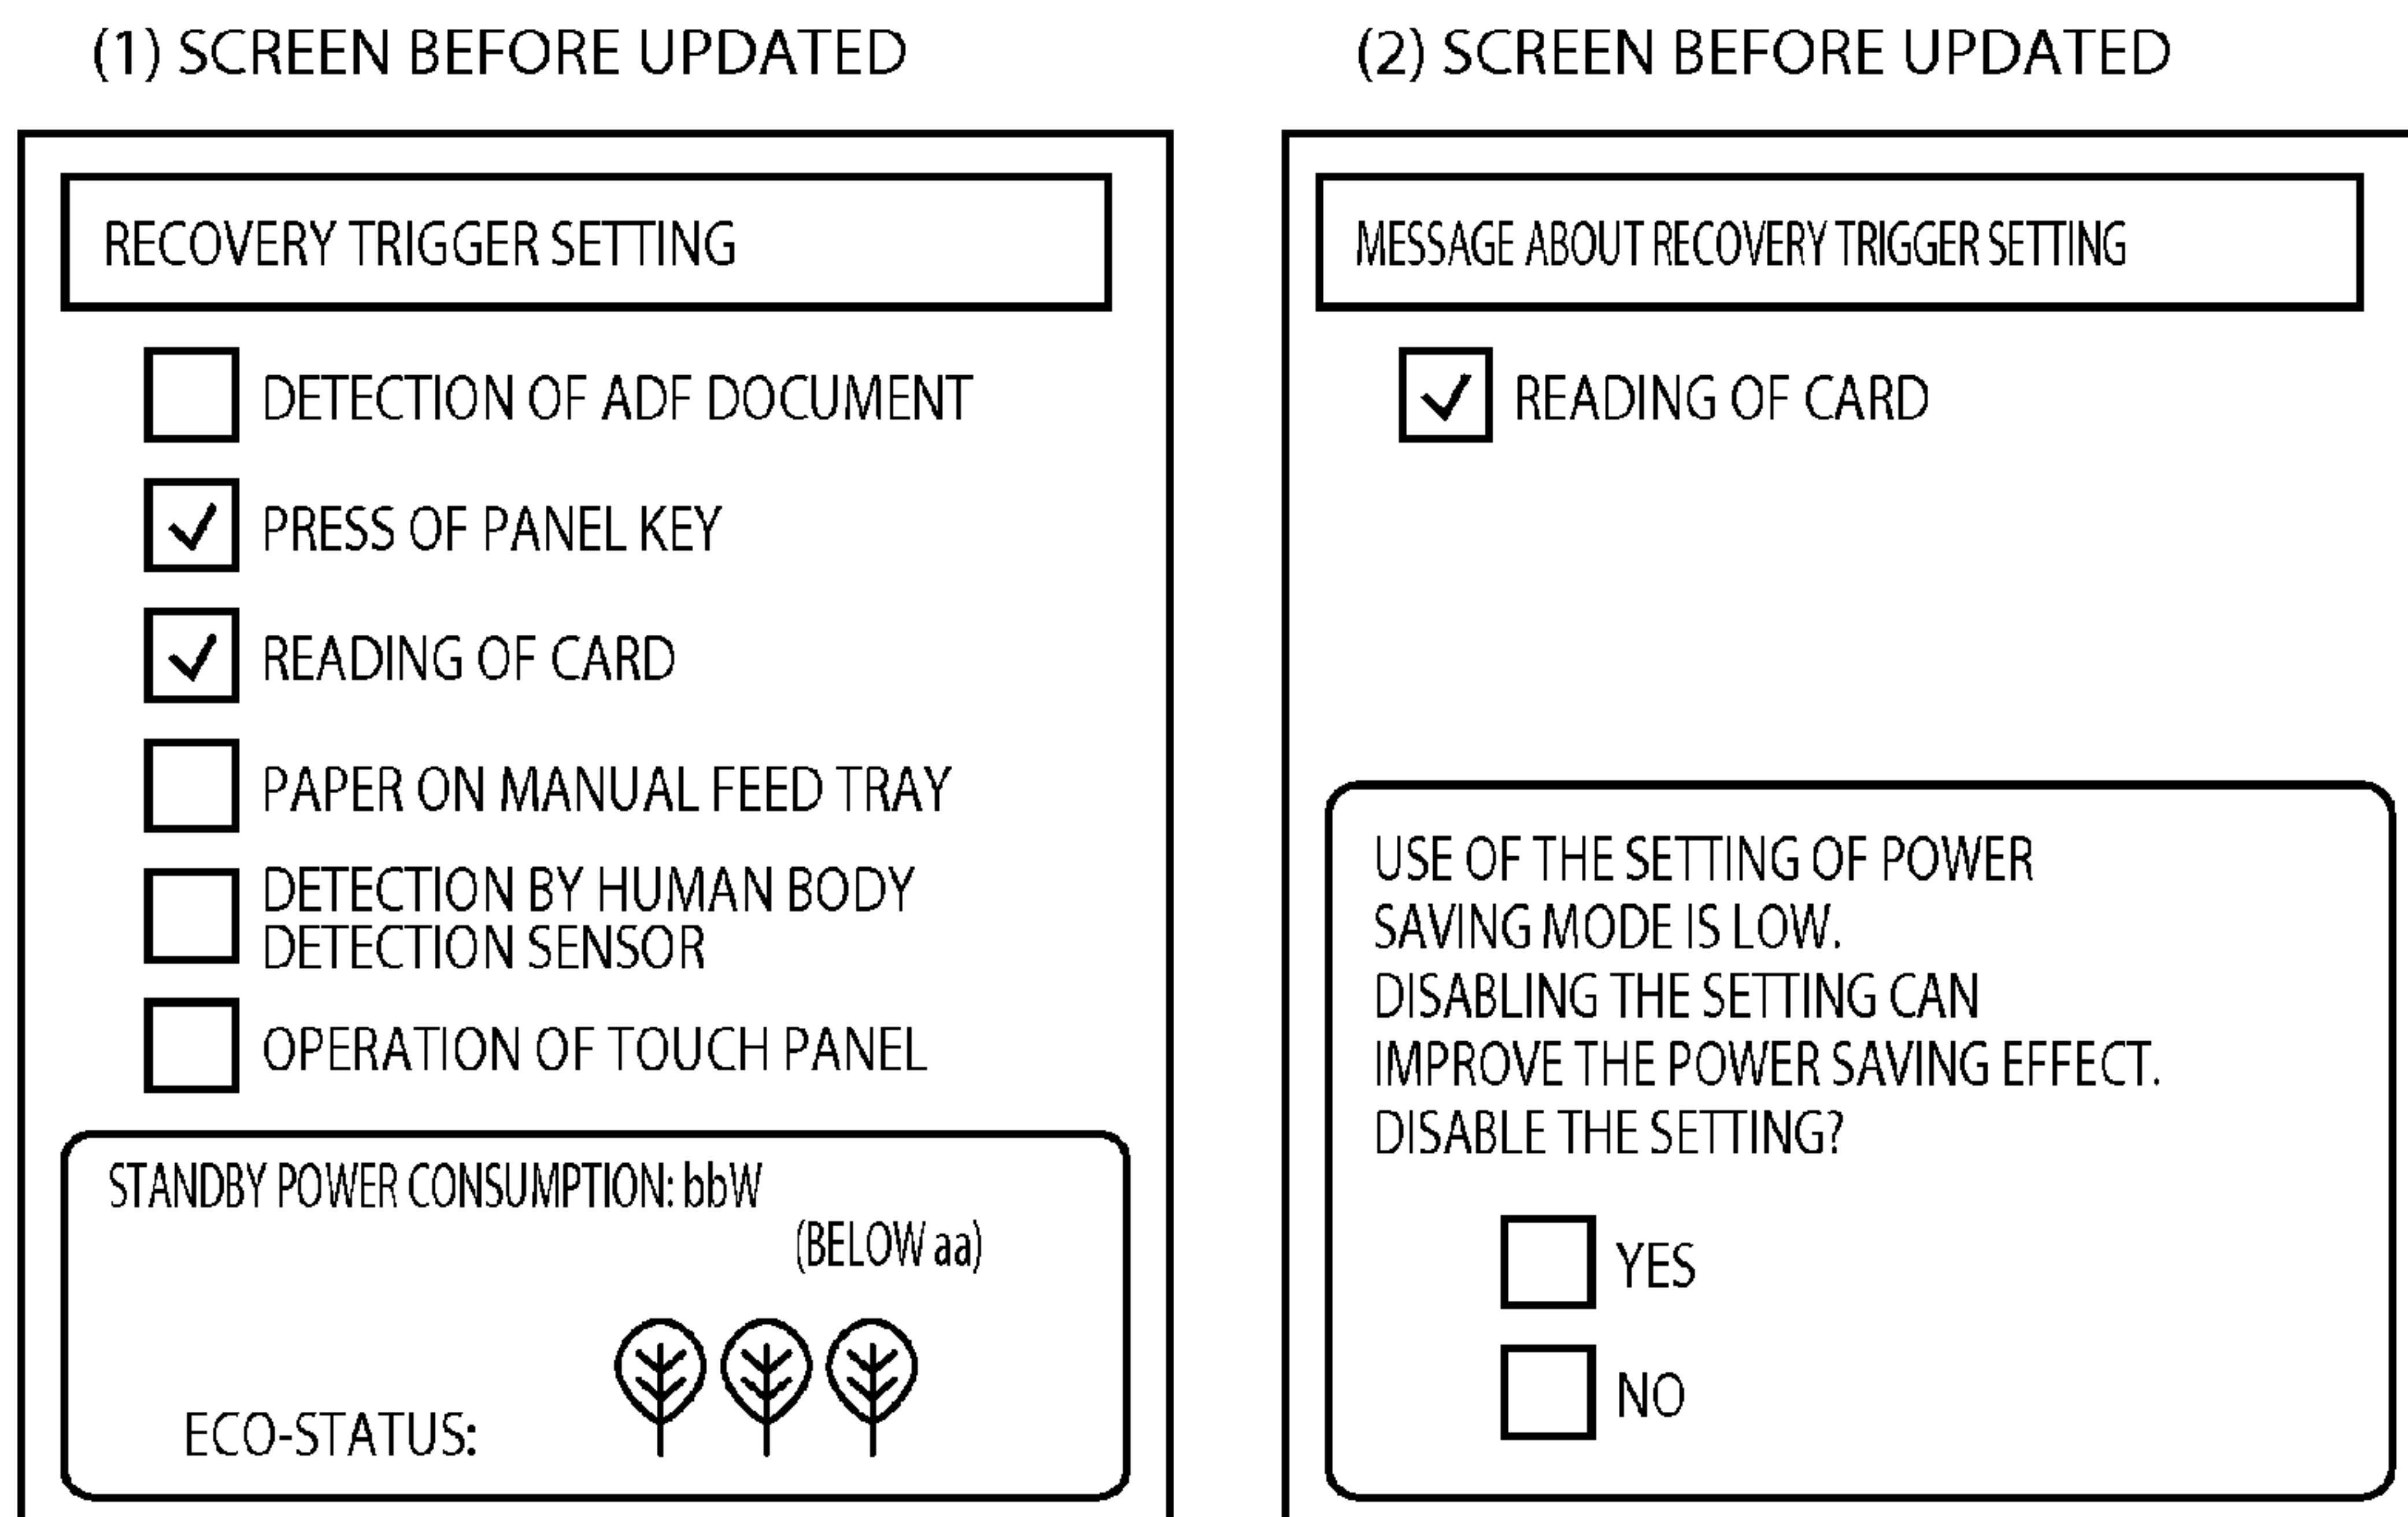 (1) SCREEN BEFORE UPDATED
RECOVERY TRIGGER SETTING
DETECTION OF ADF DOCUMENT
PRESS OF PANEL KEY
READING OF CARD
PAPER ON MANUAL FEED TRAY
DETECTION BY HUMAN BODY
DETECTION SENSOR
OPERATION OF TOUCH PANEL
STANDBY POWER CONSUMPTION: bbW
(BELOW aa)
ECO-STATUS:
(2) SCREEN BEFORE UPDATED
MESSAGE ABOUT RECOVERY TRIGGER SETTING
READING OF CARD
USE OF THE SETTING OF POWER
SAVING MODE IS LOW.
DISABLING THE SETTING CAN
IMPROVE THE POWER SAVING EFFECT.
DISABLE THE SETTING?
YES
NO